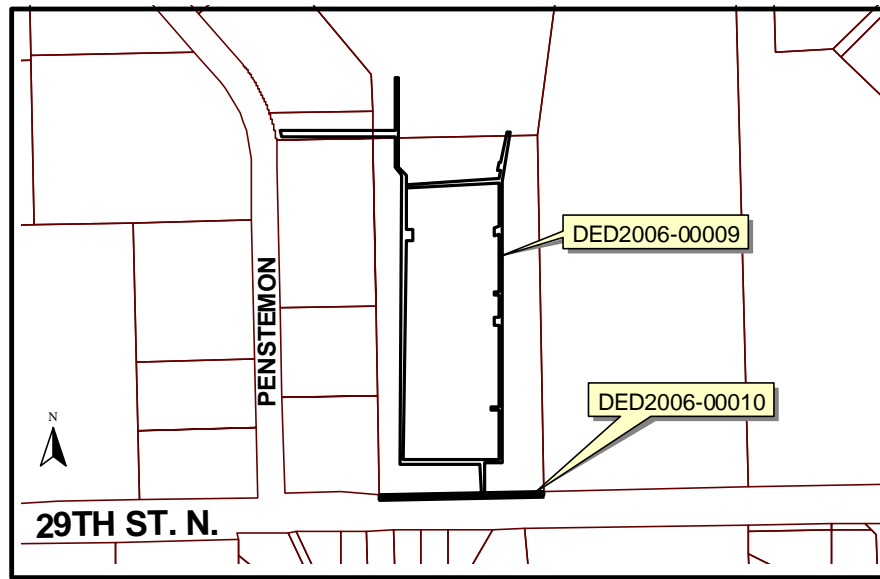 DED2006-00009
PENSTEMON
DED2006-00010
N
29TH ST. N.